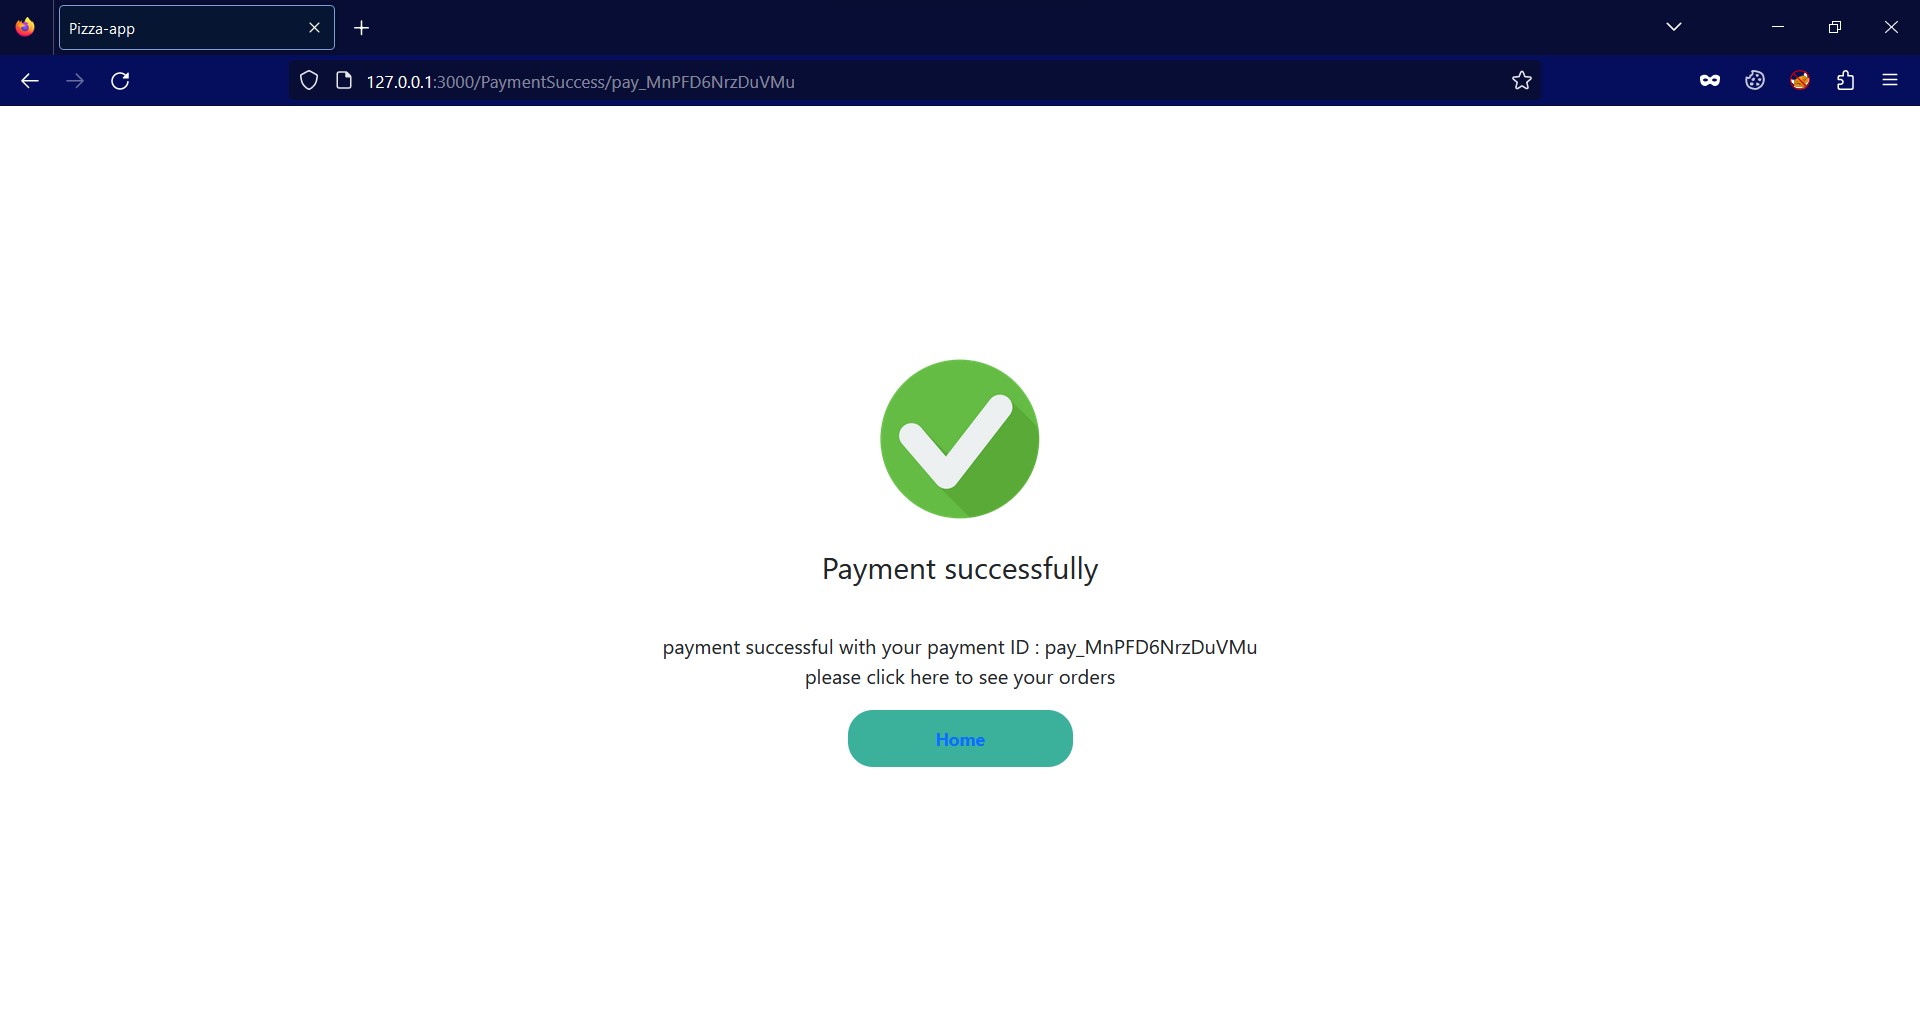 Pizza-app
127.0.0.1:3000/PaymentSuccess/pay_MnPFD6NrzDuVMu
Payment successfully
payment successful with your payment ID : pay_MnPFD6NrzDuVMu
please click here to see your orders
Home